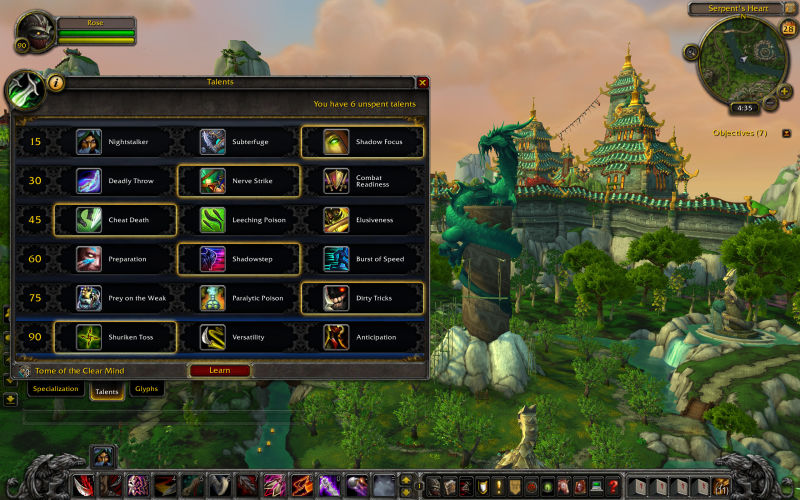 Rose
90
Serpent's Heart
N
28
4:35
Objectives (7)
Talents
You have 6 unspent talents
15 Nightstalker Subterfuge Shadow Focus
30 Deadly Throw Nerve Strike Combat Readiness
45 Cheat Death Leeching Poison Elusiveness
60 Preparation Shadowstep Burst of Speed
75 Prey on the Weak Paralytic Poison Dirty Tricks
90 Shuriken Toss Versatility Anticipation
Tome of the Clear Mind Learn
Specialization Talents Glyphs
(11)